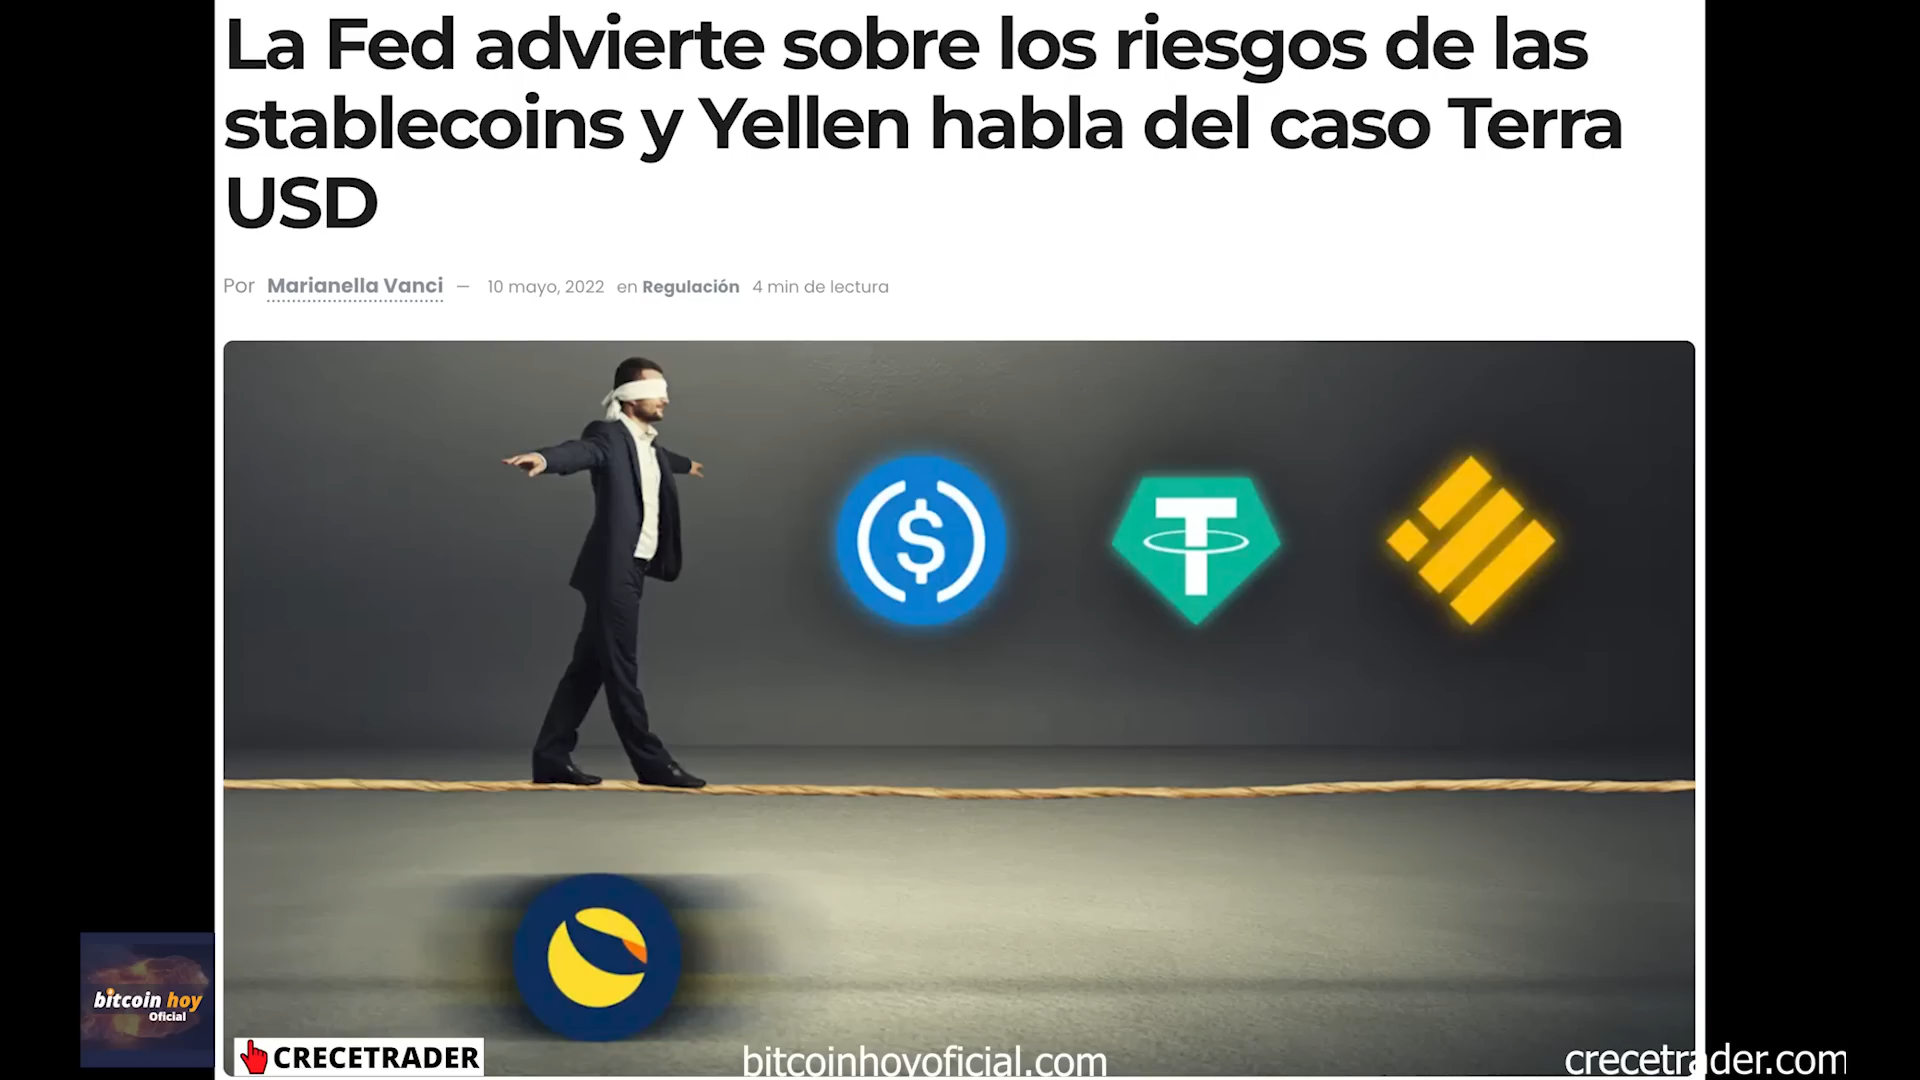 La Fed advierte sobre los riesgos de las
stablecoins y Yellen habla del caso Terra
USD
Por Marianella Vanci — 10 mayo, 2022 en Regulación 4 min de lectura
bitcoin hoy
Oficial
CRECETRADER
bitcoinhoyoficial.com
crecetrader.com